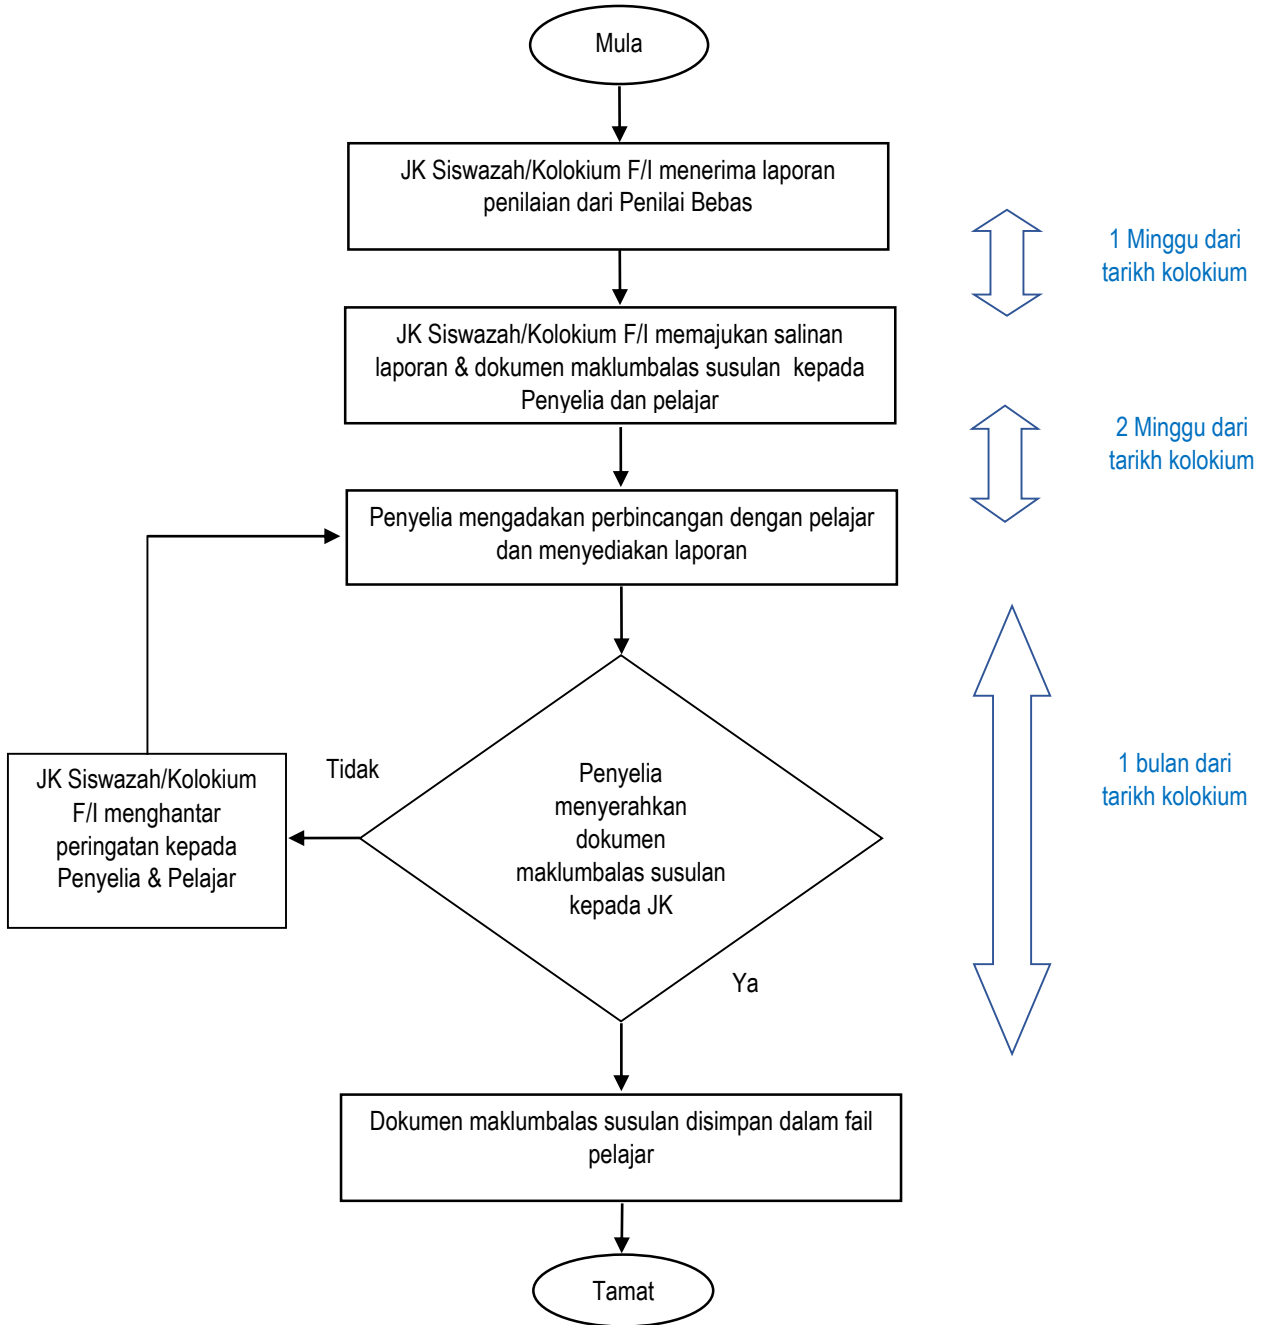 Mula
JK Siswazah/Kolokium F/I menerima laporan
penilaian dari Penilai Bebas
1 Minggu dari
tarikh kolokium
JK Siswazah/Kolokium F/I memajukan salinan
laporan & dokumen maklumbalas susulan kepada
Penyelia dan pelajar
2 Minggu dari
tarikh kolokium
Penyelia mengadakan perbincangan dengan pelajar
dan menyediakan laporan
Tidak
JK Siswazah/Kolokium
F/I menghantar
peringatan kepada
Penyelia & Pelajar
Penyelia
menyerahkan
dokumen
maklumbalas susulan
kepada JK
1 bulan dari
tarikh kolokium
Ya
Dokumen maklumbalas susulan disimpan dalam fail
pelajar
Tamat